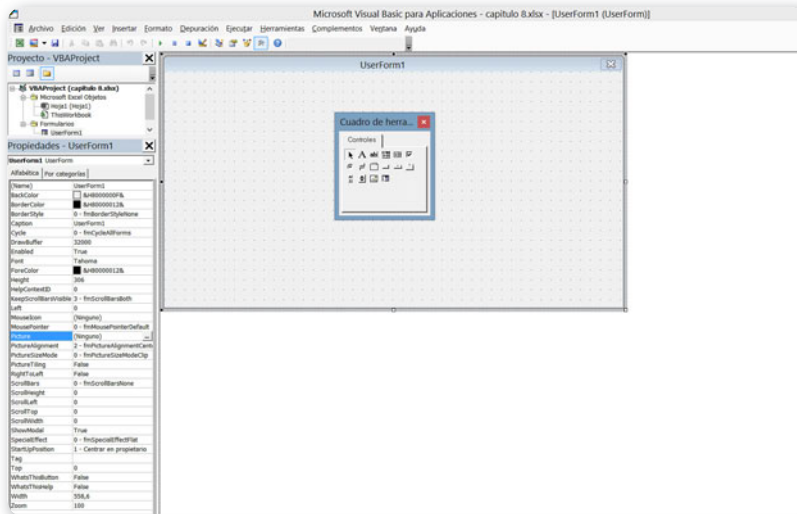 Microsoft Visual Basic para Aplicaciones - capitulo 8.xlsx - [UserForm1 (UserForm)]
Archivo Edición Ver Insertar Formato Depuración Ejecutar Herramientas Complementos Ventana Ayuda
Proyecto - VBAProject
VBAProject (capitulo 8.xlsx)
Microsoft Excel Objetos
Hoja1 (Hoja1)
ThisWorkbook
Formularios
UserForm1
Propiedades - UserForm1
UserForm1 UserForm
Alfabética Por categorías
(Name) UserForm1
BackColor &H8000000F&
BorderColor &H80000012&
BorderStyle 0 - fmBorderStyleNone
Caption UserForm1
Cycle 0 - fmCycleAllForms
DrawBuffer 32000
Enabled True
Font Tahoma
ForeColor &H80000012&
Height 306
HelpContextID 0
KeepScrollBarsVisible 3 - fmScrollBarsBoth
Left 0
MouseIcon (Ninguno)
MousePointer 0 - fmMousePointerDefault
Picture (Ninguno) ...
PictureAlignment 2 - fmPictureAlignmentCent
PictureSizeMode 0 - fmPictureSizeModeClip
PictureTiling False
RightToLeft False
ScrollBars 0 - fmScrollBarsNone
ScrollHeight 0
ScrollLeft 0
ScrollTop 0
ScrollWidth 0
ShowModal True
SpecialEffect 0 - fmSpecialEffectFlat
StartUpPosition 1 - Centrar en propietario
Tag
Top 0
WhatsThisButton False
WhatsThisHelp False
Width 558,6
Zoom 100
UserForm1
Cuadro de herra...
Controles
A abl